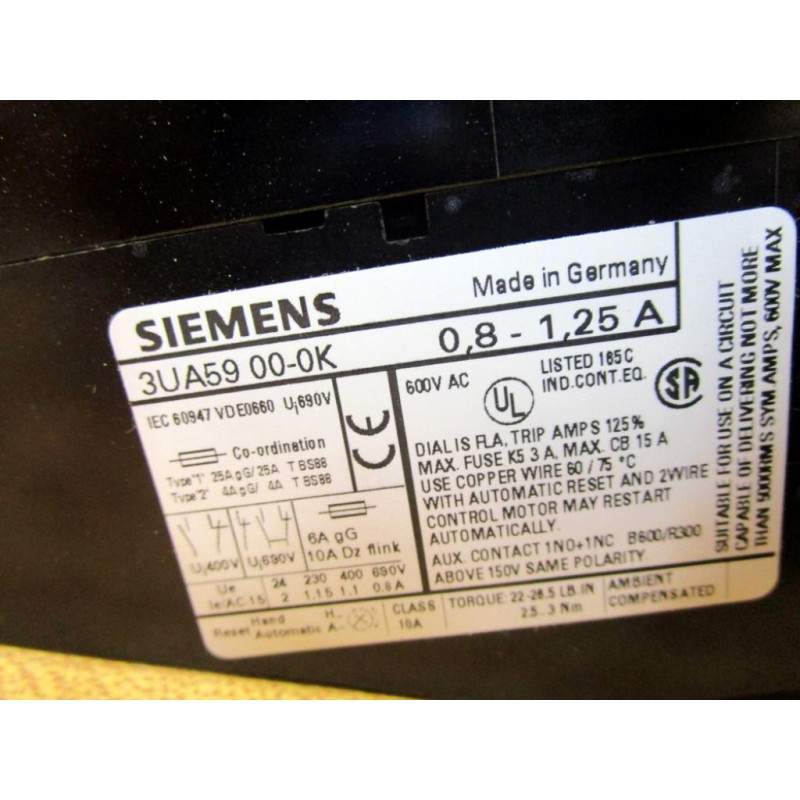 SIEMENS
Made in Germany
3UA59 00-0K
0,8 - 1,25 A
IEC 60947 VDE0660 Ui690V
CE
Co-ordination
Type "1" 25A gG/ 25A T BS88
Type "2" 4A gG/ 4A T BS88
Ui400V Ui690V
6A gG
10A Dz flink
Ue 24 230 400 690V
Ie/AC-15 2 1.15 1.1 0.8A
Reset Hand H-
Automatic A-
CLASS
10A
600V AC
UL
LISTED 165C
IND.CONT.EQ.
SA
DIAL IS FLA, TRIP AMPS 125%
MAX. FUSE K5 3 A, MAX. CB 15 A
USE COPPER WIRE 60 / 75 °C
WITH AUTOMATIC RESET AND 2WIRE
CONTROL MOTOR MAY RESTART
AUTOMATICALLY.
AUX. CONTACT 1NO+1NC B600/R300
ABOVE 150V SAME POLARITY.
TORQUE: 22-26.5 LB.IN
2.5...3 Nm
AMBIENT
COMPENSATED
SUITABLE FOR USE ON A CIRCUIT
CAPABLE OF DELIVERING NOT MORE
THAN 5000RMS SYM AMPS, 600V MAX